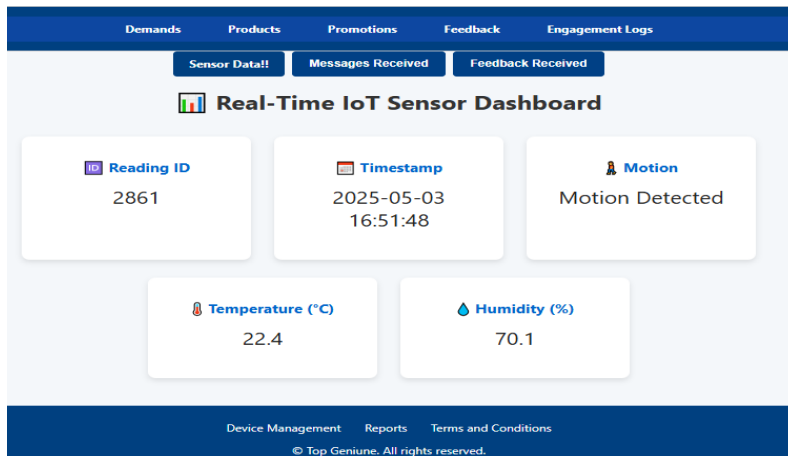 Demands Products Promotions Feedback Engagement Logs
Sensor Data!! Messages Received Feedback Received
📊 Real-Time IoT Sensor Dashboard
🆔 Reading ID
2861
Timestamp
2025-05-03
16:51:48
Motion
Motion Detected
Temperature (°C)
22.4
Humidity (%)
70.1
Device Management Reports Terms and Conditions
© Top Geniune. All rights reserved.